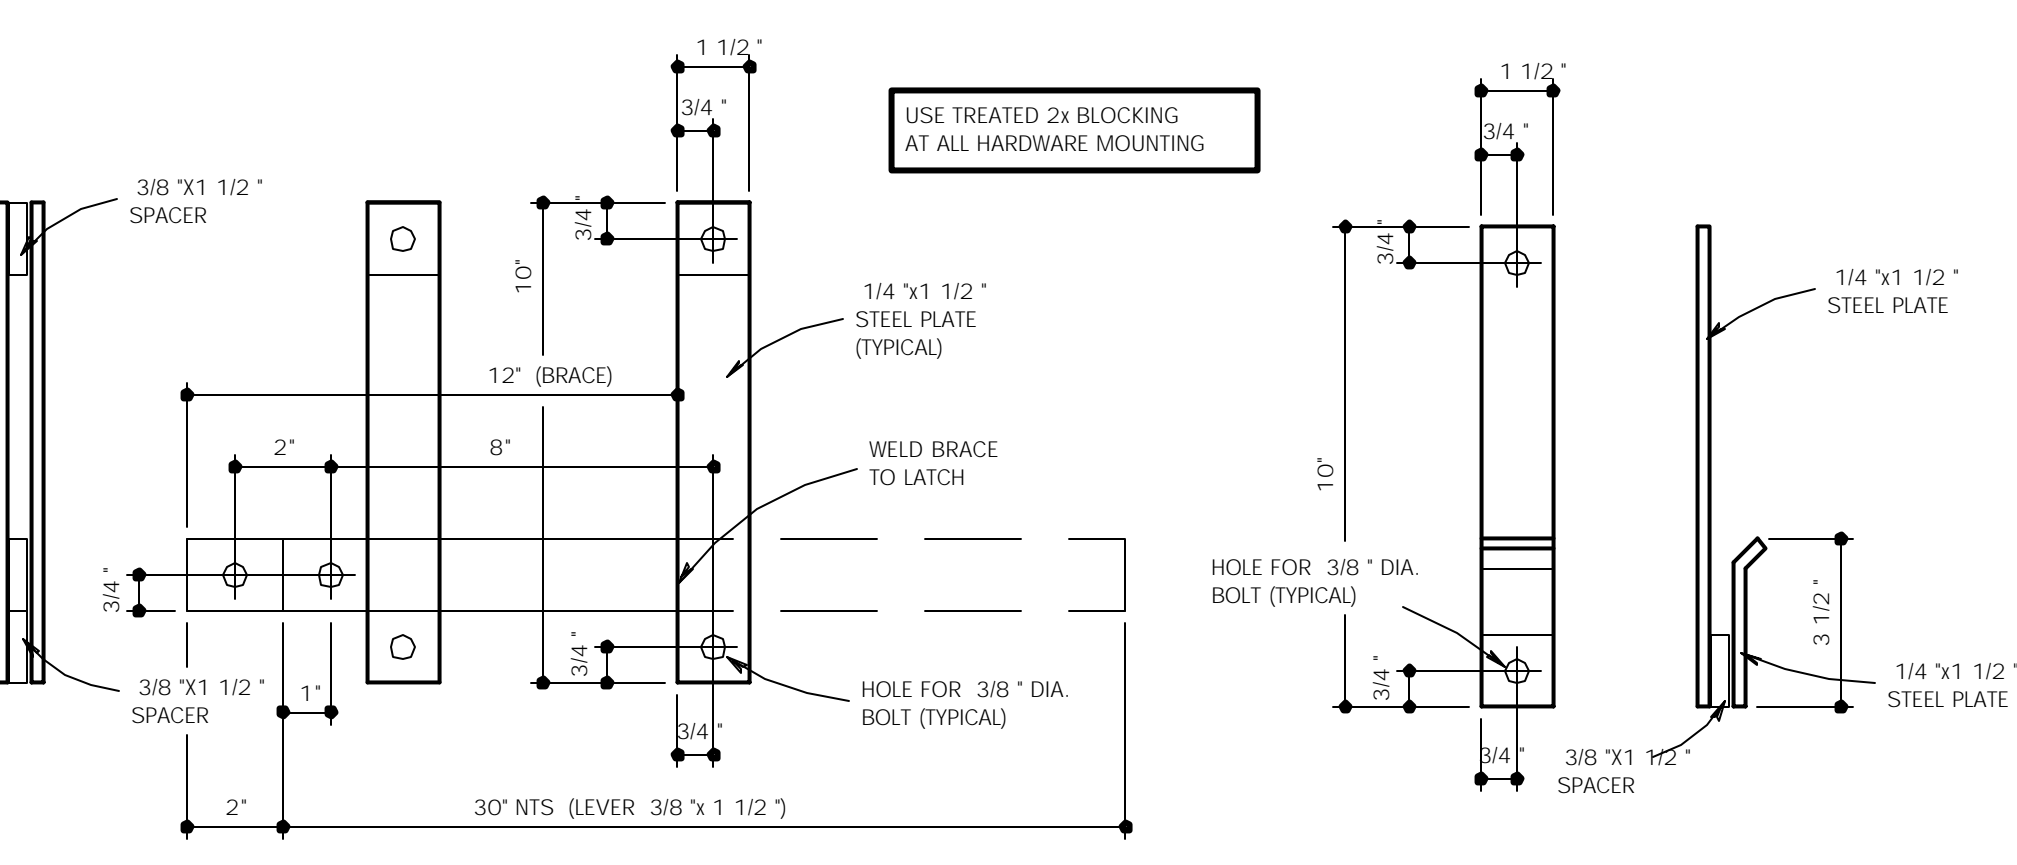 1 1/2 "
3/4 "
USE TREATED 2x BLOCKING
AT ALL HARDWARE MOUNTING
1 1/2 "
3/4 "
3/8 "X1 1/2 "
SPACER
3/4"
10"
1/4 "x1 1/2 "
STEEL PLATE
(TYPICAL)
12" (BRACE)
2"
8"
WELD BRACE
TO LATCH
3/4"
3/4"
3/8 "X1 1/2 "
SPACER
1"
HOLE FOR 3/8 " DIA.
BOLT (TYPICAL)
3/4 "
2"
30" NTS (LEVER 3/8 "x 1 1/2 ")
3/4"
10"
1/4 "x1 1/2 "
STEEL PLATE
HOLE FOR 3/8 " DIA.
BOLT (TYPICAL)
3 1/2 "
3/4"
1/4 "x1 1/2 "
STEEL PLATE
3/4 "
3/8 "X1 1/2 "
SPACER